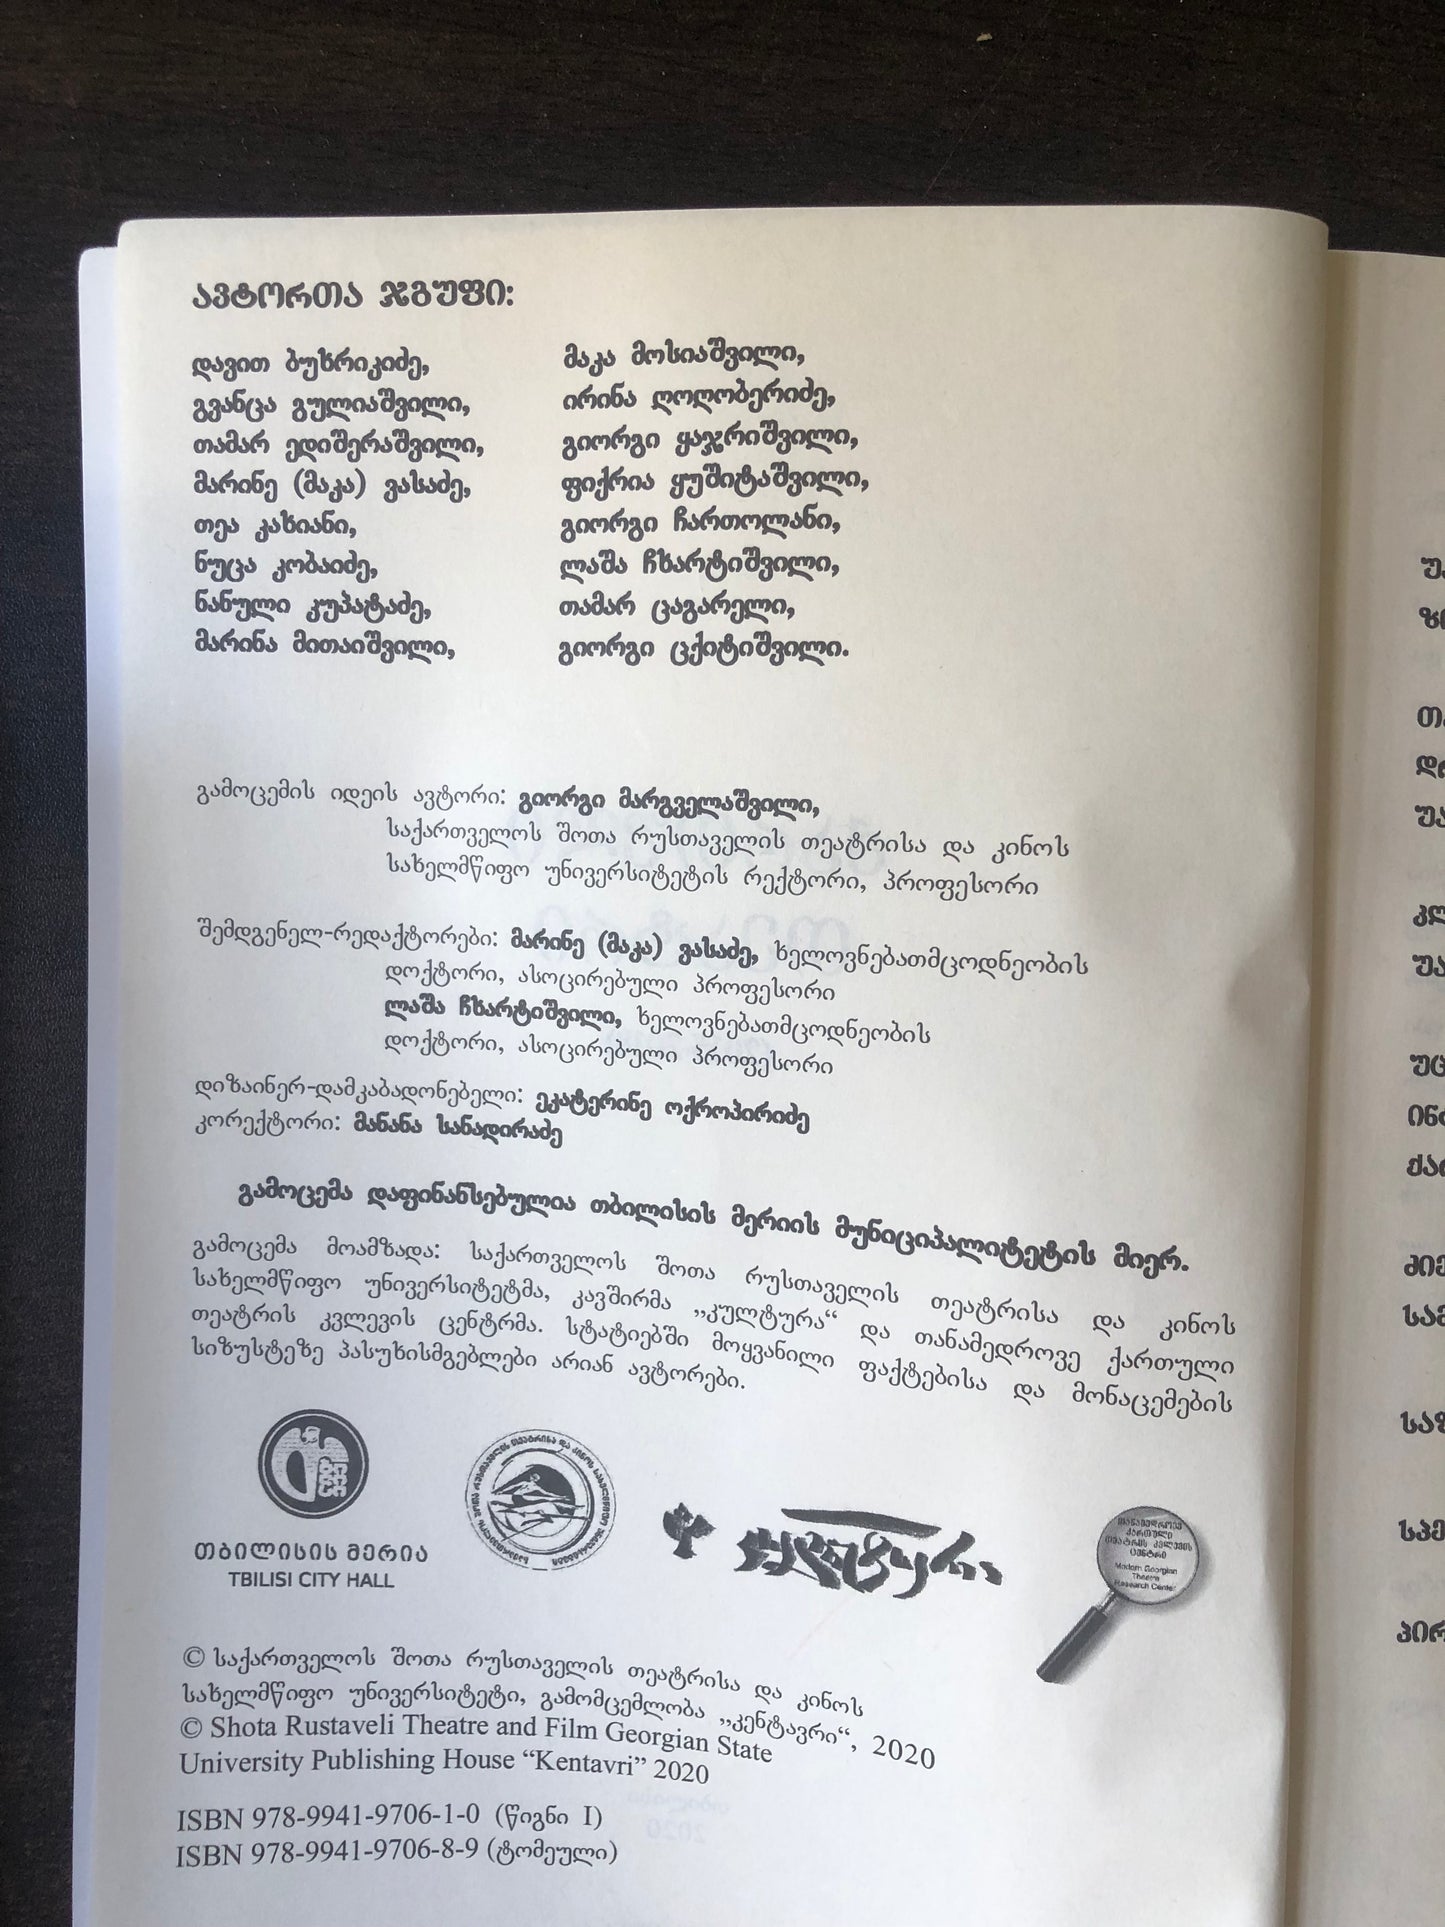 ავტორთა ჯგუფი:
დავით ბუხრიკიძე,
გვანცა გულიაშვილი,
თამარ ედიშერაშვილი,
მარინე (მაკა) ვასაძე,
თეა კახიანი,
ნუცა კობაიძე,
ნანული კუპატაძე,
მარინა მითაიშვილი,
მაკა მოსიაშვილი,
ირინა ღოღობერიძე,
გიორგი ყაჯრიშვილი,
ფიქრია ყუშიტაშვილი,
გიორგი ჩართოლანი,
ლაშა ჩხარტიშვილი,
თამარ ცაგარელი,
გიორგი ცქიტიშვილი.
გამოცემის იდეის ავტორი: გიორგი მარგველაშვილი,
საქართველოს შოთა რუსთაველის თეატრისა და კინოს
სახელმწიფო უნივერსიტეტის რექტორი, პროფესორი
შემდგენელ-რედაქტორები: მარინე (მაკა) ვასაძე, ხელოვნებათმცოდნეობის
დოქტორი, ასოცირებული პროფესორი
ლაშა ჩხარტიშვილი, ხელოვნებათმცოდნეობის
დოქტორი, ასოცირებული პროფესორი
დიზაინერ-დამკაბადონებელი: ეკატერინე ოქროპირიძე
კორექტორი: მანანა სანადირაძე
გამოცემა დაფინანსებულია თბილისის მერიის მუნიციპალიტეტის მიერ.
გამოცემა მოამზადა: საქართველოს შოთა რუსთაველის თეატრისა და კინოს
სახელმწიფო უნივერსიტეტმა, კავშირმა „კულტურა“ და თანამედროვე ქართული
თეატრის კვლევის ცენტრმა. სტატიებში მოყვანილი ფაქტებისა და მონაცემების
სიზუსტეზე პასუხისმგებლები არიან ავტორები.
თბილისის მერია
TBILISI CITY HALL
კულტურა
თანამედროვე
ქართული
თეატრის კვლევის
ცენტრი
Modern Georgian
Theatre
Research Center
© საქართველოს შოთა რუსთაველის თეატრისა და კინოს
სახელმწიფო უნივერსიტეტი, გამომცემლობა „კენტავრი“, 2020
© Shota Rustaveli Theatre and Film Georgian State
University Publishing House “Kentavri” 2020
ISBN 978-9941-9706-1-0 (წიგნი I)
ISBN 978-9941-9706-8-9 (ტომეული)